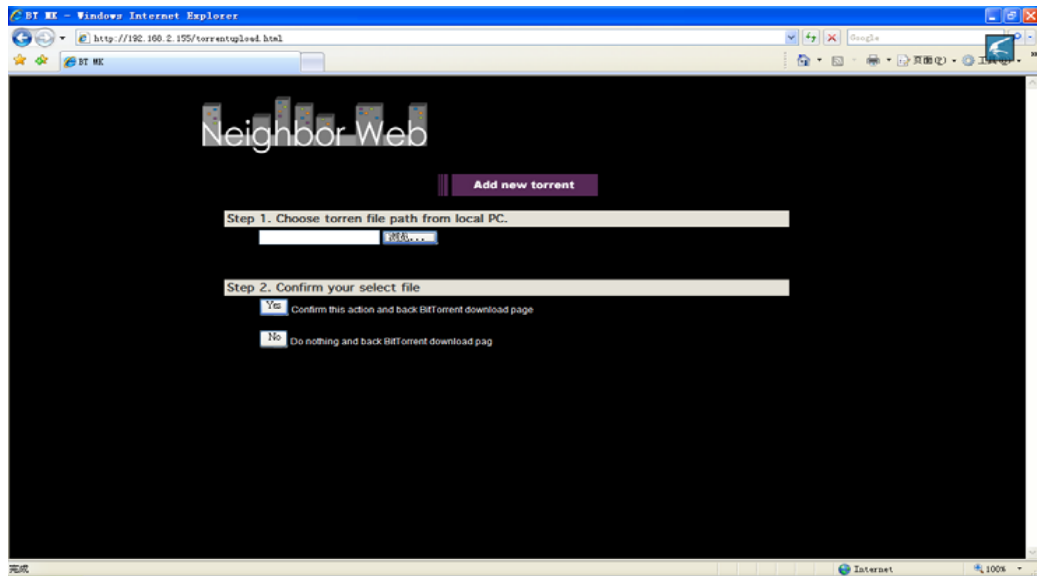 BT MK - Windows Internet Explorer
http://192.168.2.155/torrentupload.html
Google
BT MK
页面(P)
Neighbor Web
Add new torrent
Step 1. Choose torren file path from local PC.
浏览...
Step 2. Confirm your select file
Yes Confirm this action and back BitTorrent download page
No Do nothing and back BitTorrent download pag
完成
Internet
100%